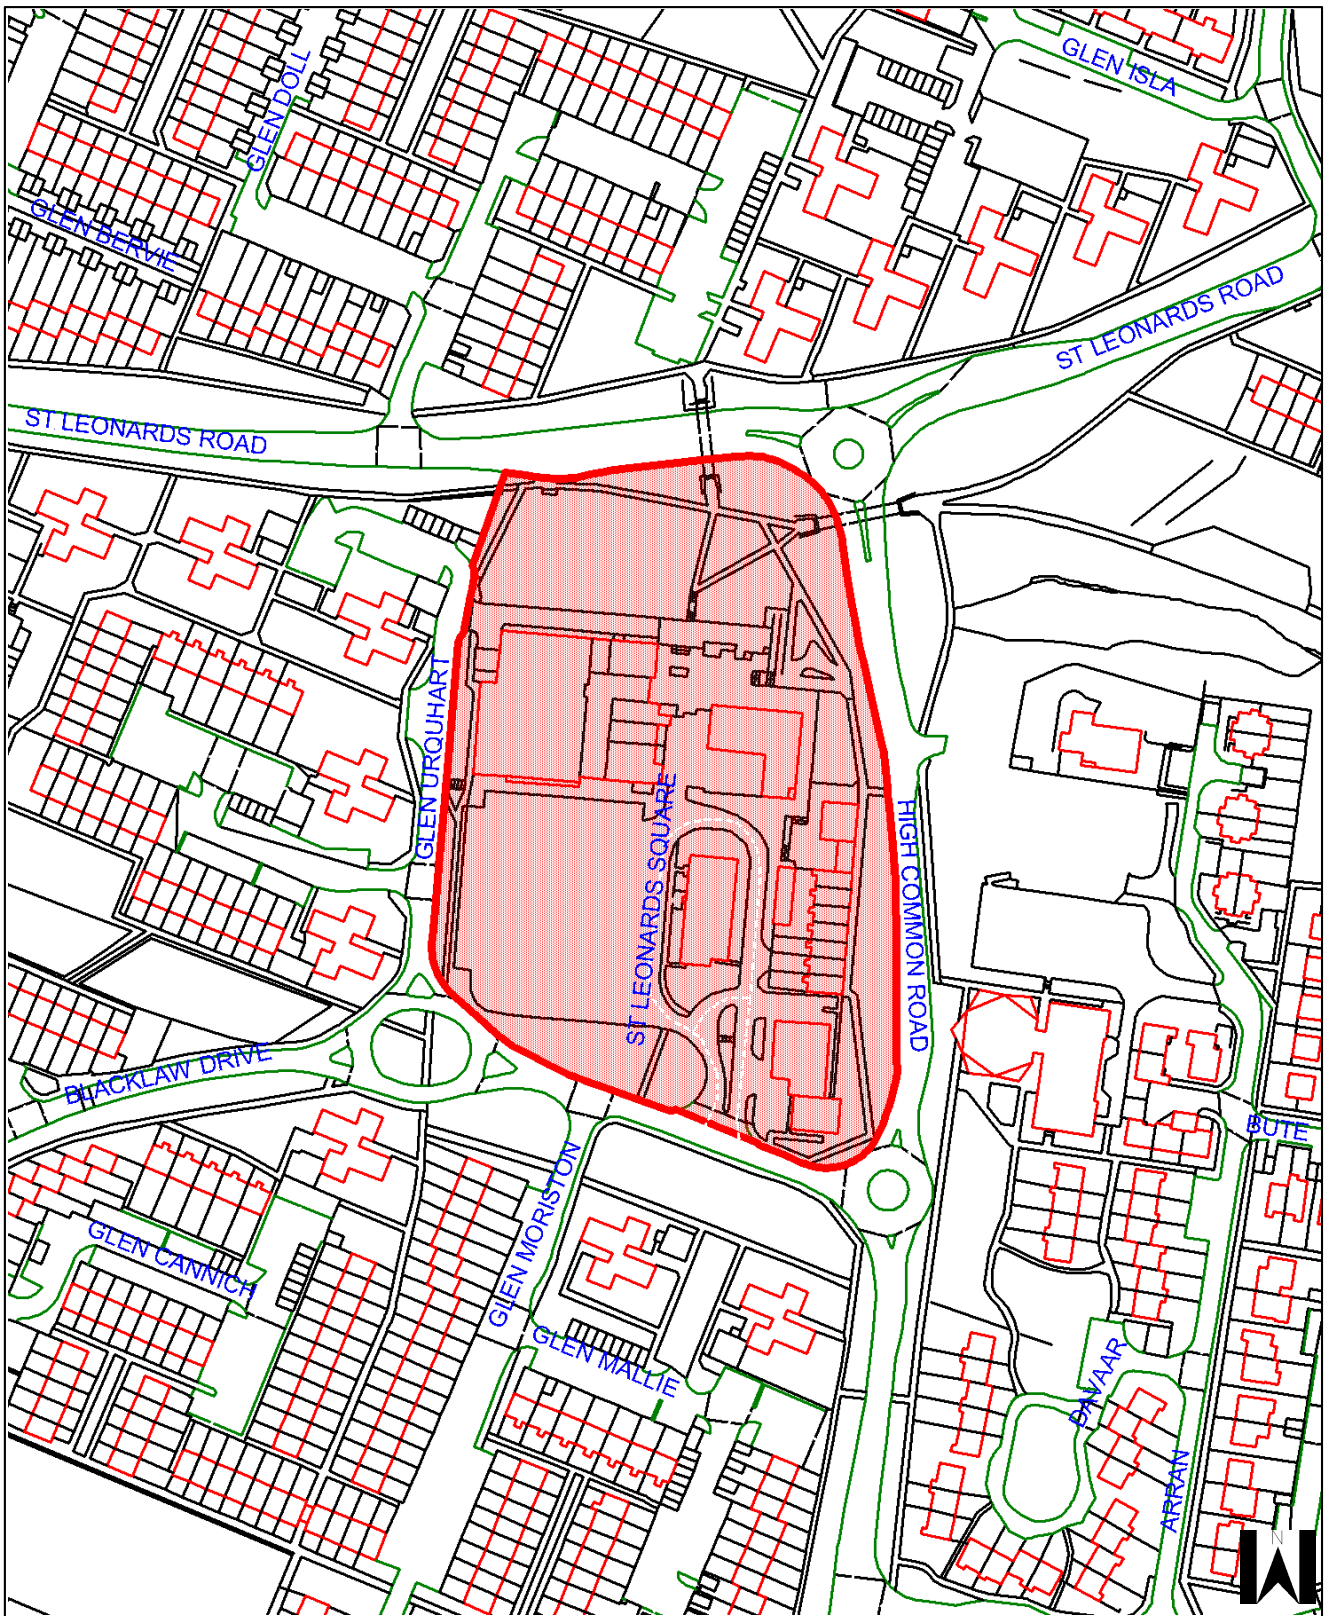 GLEN ISLA
GLEN DOLL
GLEN BERVIE
ST LEONARDS ROAD
ST LEONARDS ROAD
GLEN URQUHART
ST LEONARDS SQUARE
HIGH COMMON ROAD
BLACKLAW DRIVE
BUTE
GLEN MORISTON
GLEN CANNICH
GLEN MALLIE
DAVAAR
ARRAN
N